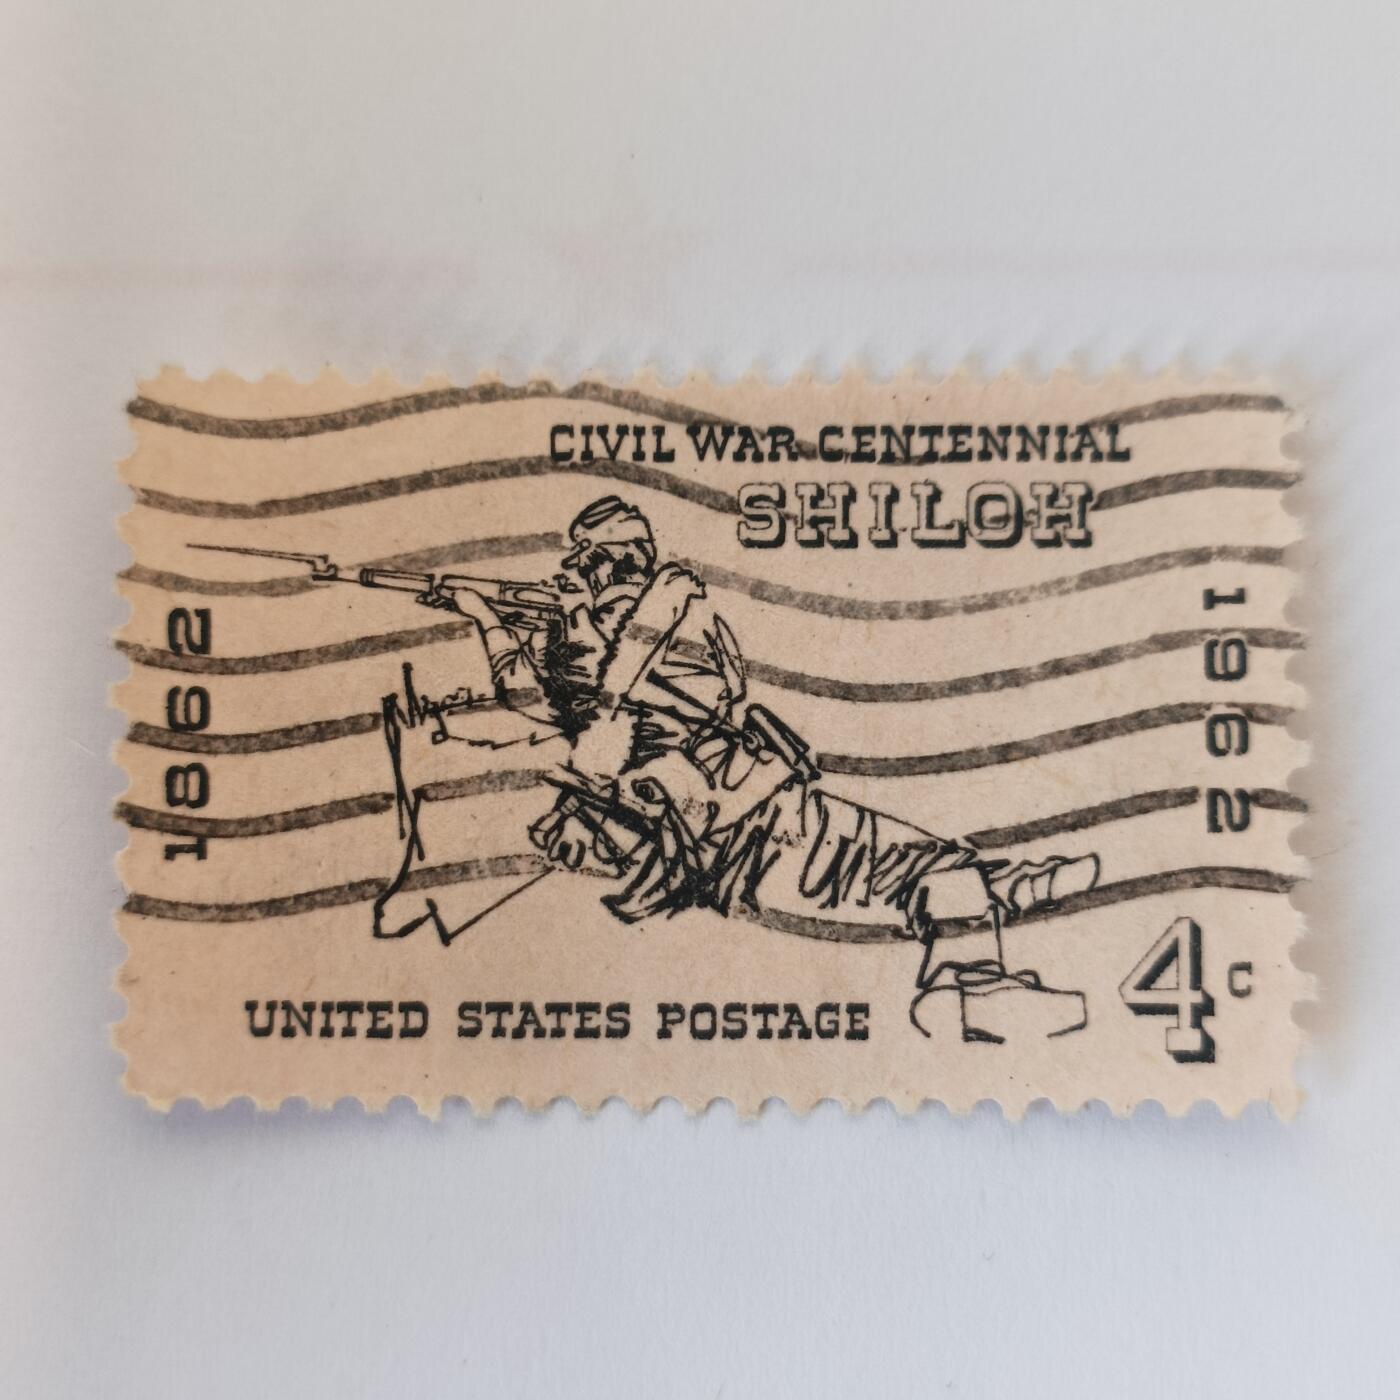 CIVIL WAR CENTENNIAL
SHILOH
1862
1962
UNITED STATES POSTAGE
4c